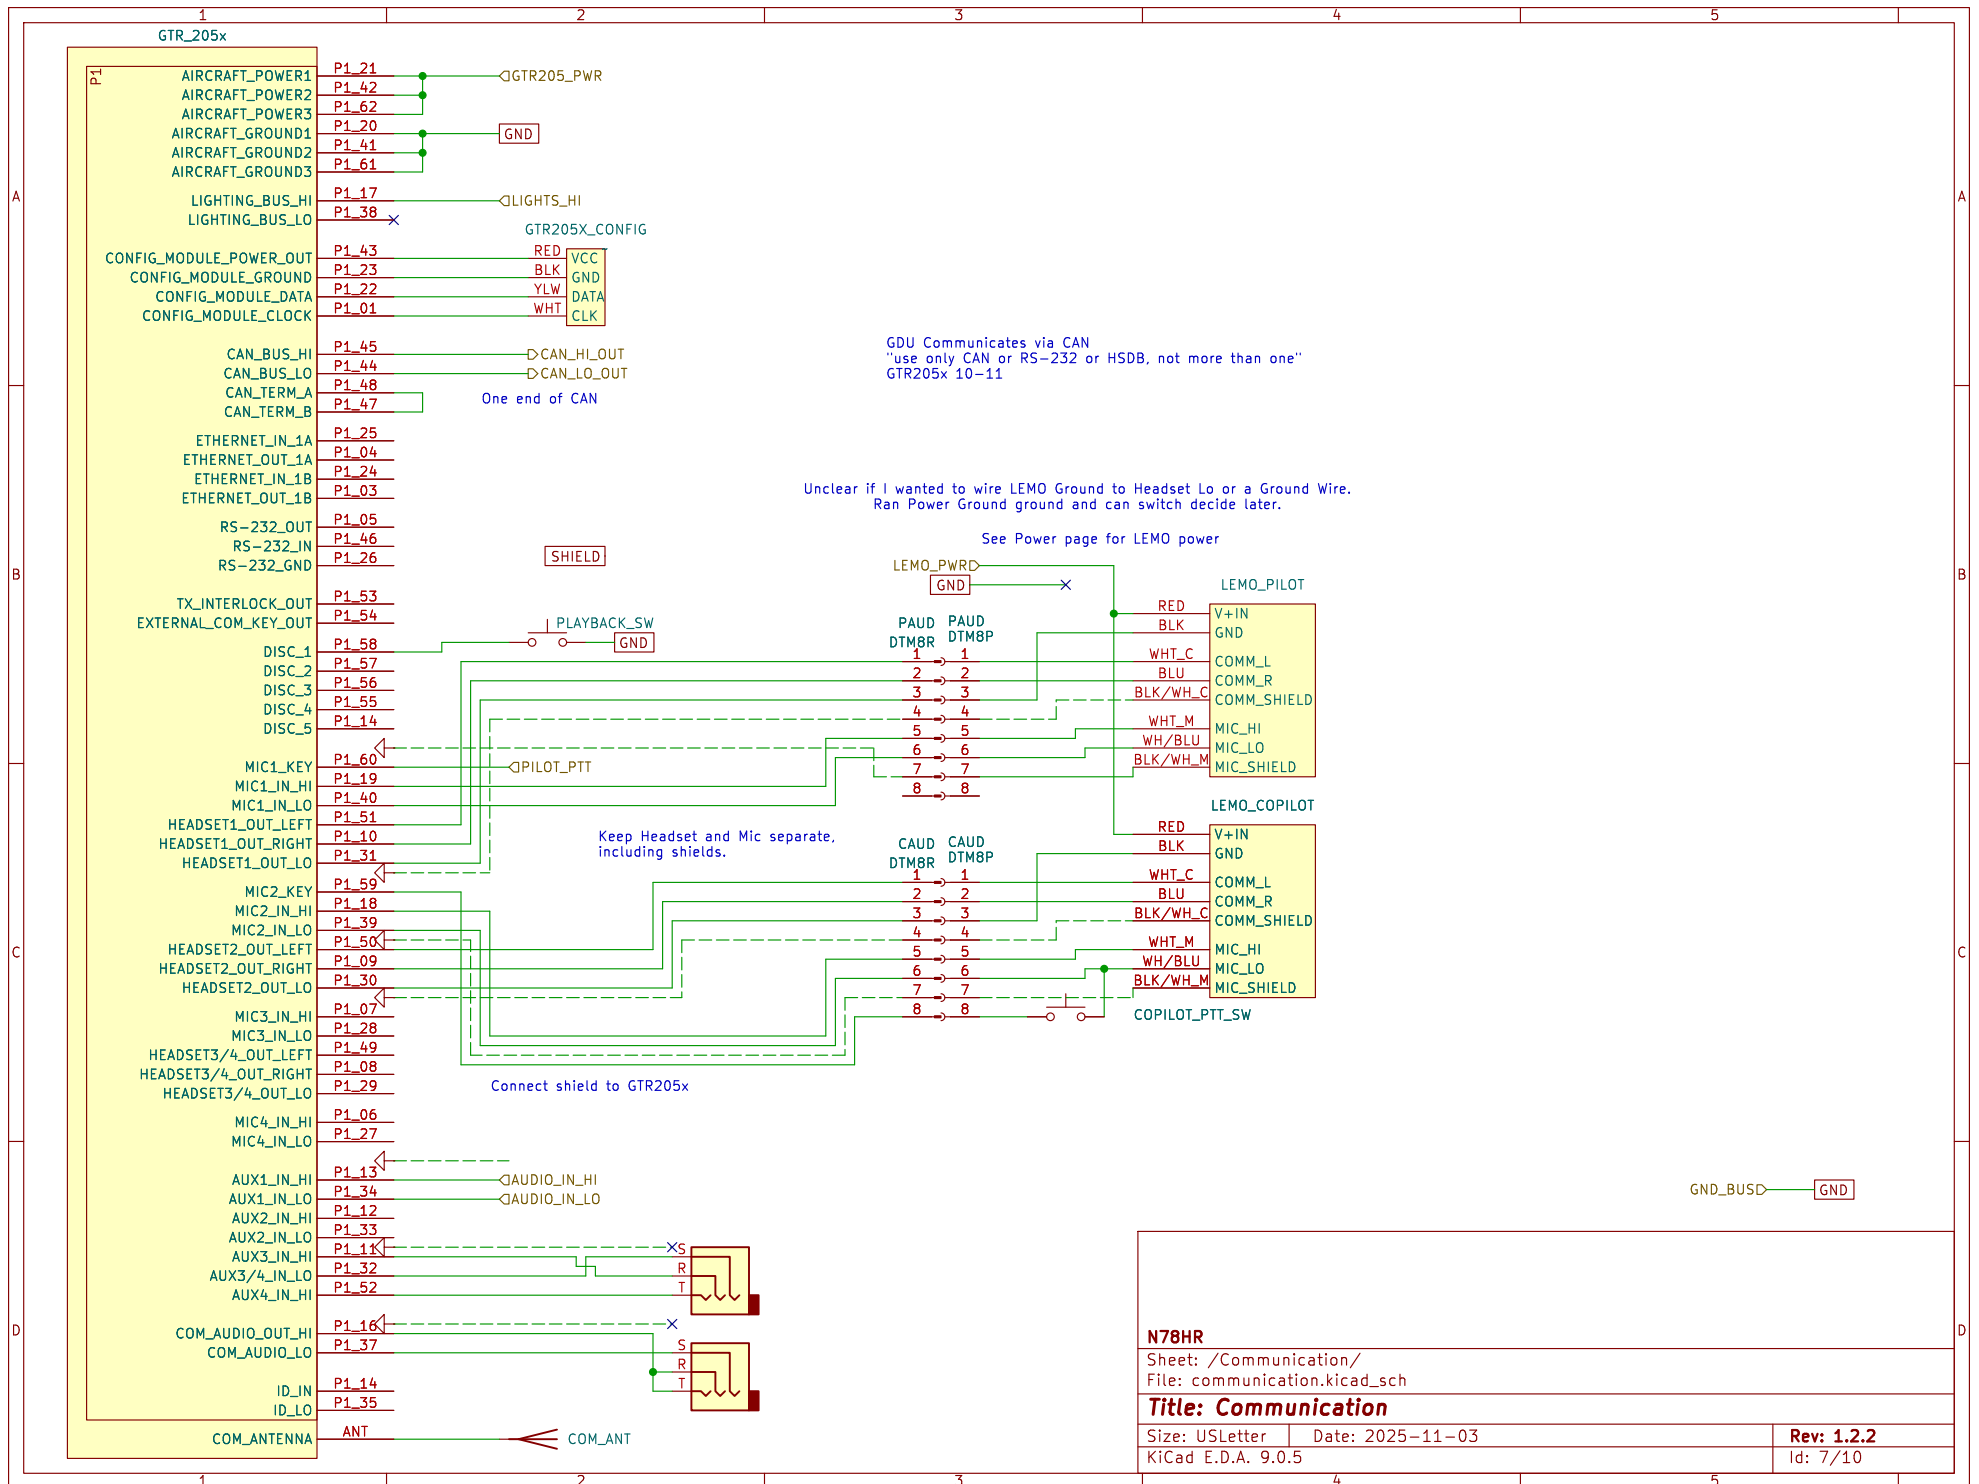 1 2 3 4 5
GTR_205x
P1
AIRCRAFT_POWER1 P1_21 GTR205_PWR
AIRCRAFT_POWER2 P1_42
AIRCRAFT_POWER3 P1_62
AIRCRAFT_GROUND1 P1_20 GND
AIRCRAFT_GROUND2 P1_41
AIRCRAFT_GROUND3 P1_61
A A
LIGHTING_BUS_HI P1_17 LIGHTS_HI
LIGHTING_BUS_LO P1_38
GTR205X_CONFIG
CONFIG_MODULE_POWER_OUT P1_43 RED VCC
CONFIG_MODULE_GROUND P1_23 BLK GND
CONFIG_MODULE_DATA P1_22 YLW DATA
CONFIG_MODULE_CLOCK P1_01 WHT CLK
GDU Communicates via CAN
"use only CAN or RS-232 or HSDB, not more than one"
GTR205x 10-11
CAN_BUS_HI P1_45 CAN_HI_OUT
CAN_BUS_LO P1_44 CAN_LO_OUT
CAN_TERM_A P1_48
CAN_TERM_B P1_47
One end of CAN
ETHERNET_IN_1A P1_25
ETHERNET_OUT_1A P1_04
ETHERNET_IN_1B P1_24
ETHERNET_OUT_1B P1_03
Unclear if I wanted to wire LEMO Ground to Headset Lo or a Ground Wire.
Ran Power Ground ground and can switch decide later.
See Power page for LEMO power
RS-232_OUT P1_05
RS-232_IN P1_46
RS-232_GND P1_26
SHIELD
LEMO_PWR
GND
B B
TX_INTERLOCK_OUT P1_53
EXTERNAL_COM_KEY_OUT P1_54
PLAYBACK_SW
GND
DISC_1 P1_58
DISC_2 P1_57
DISC_3 P1_56
DISC_4 P1_55
DISC_5 P1_14
PAUD
DTM8R
PAUD
DTM8P
1 1
2 2
3 3
4 4
5 5
6 6
7 7
8 8
LEMO_PILOT
RED V+IN
BLK GND
WHT_C COMM_L
BLU COMM_R
BLK/WH_C COMM_SHIELD
WHT_M MIC_HI
WH/BLU MIC_LO
BLK/WH_M MIC_SHIELD
MIC1_KEY P1_60 PILOT_PTT
MIC1_IN_HI P1_19
MIC1_IN_LO P1_40
HEADSET1_OUT_LEFT P1_51
HEADSET1_OUT_RIGHT P1_10
HEADSET1_OUT_LO P1_31
Keep Headset and Mic separate,
including shields.
MIC2_KEY P1_59
MIC2_IN_HI P1_18
MIC2_IN_LO P1_39
HEADSET2_OUT_LEFT P1_50
HEADSET2_OUT_RIGHT P1_09
HEADSET2_OUT_LO P1_30
C C
CAUD
DTM8R
CAUD
DTM8P
1 1
2 2
3 3
4 4
5 5
6 6
7 7
8 8
LEMO_COPILOT
RED V+IN
BLK GND
WHT_C COMM_L
BLU COMM_R
BLK/WH_C COMM_SHIELD
WHT_M MIC_HI
WH/BLU MIC_LO
BLK/WH_M MIC_SHIELD
COPILOT_PTT_SW
MIC3_IN_HI P1_07
MIC3_IN_LO P1_28
HEADSET3/4_OUT_LEFT P1_49
HEADSET3/4_OUT_RIGHT P1_08
HEADSET3/4_OUT_LO P1_29
Connect shield to GTR205x
MIC4_IN_HI P1_06
MIC4_IN_LO P1_27
AUX1_IN_HI P1_13 AUDIO_IN_HI
AUX1_IN_LO P1_34 AUDIO_IN_LO
AUX2_IN_HI P1_12
AUX2_IN_LO P1_33
AUX3_IN_HI P1_11
AUX3/4_IN_LO P1_32
AUX4_IN_HI P1_52
S
R
T
GND_BUS GND
D D
COM_AUDIO_OUT_HI P1_16
COM_AUDIO_LO P1_37
S
R
T
ID_IN P1_14
ID_LO P1_35
COM_ANTENNA ANT COM_ANT
N78HR
Sheet: /Communication/
File: communication.kicad_sch
Title: Communication
Size: USLetter Date: 2025-11-03 Rev: 1.2.2
KiCad E.D.A. 9.0.5 Id: 7/10
1 2 3 4 5